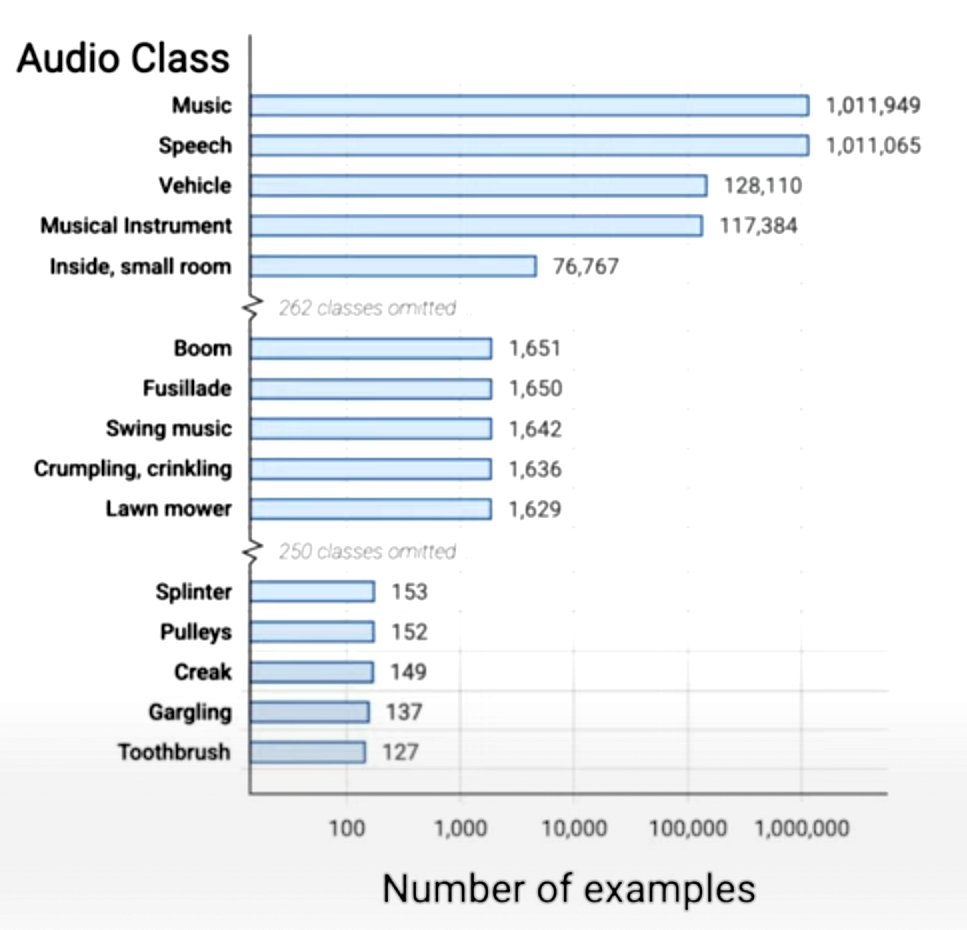 Audio Class
Music 1,011,949
Speech 1,011,065
Vehicle 128,110
Musical Instrument 117,384
Inside, small room 76,767
262 classes omitted
Boom 1,651
Fusillade 1,650
Swing music 1,642
Crumpling, crinkling 1,636
Lawn mower 1,629
250 classes omitted
Splinter 153
Pulleys 152
Creak 149
Gargling 137
Toothbrush 127
100 1,000 10,000 100,000 1,000,000
Number of examples